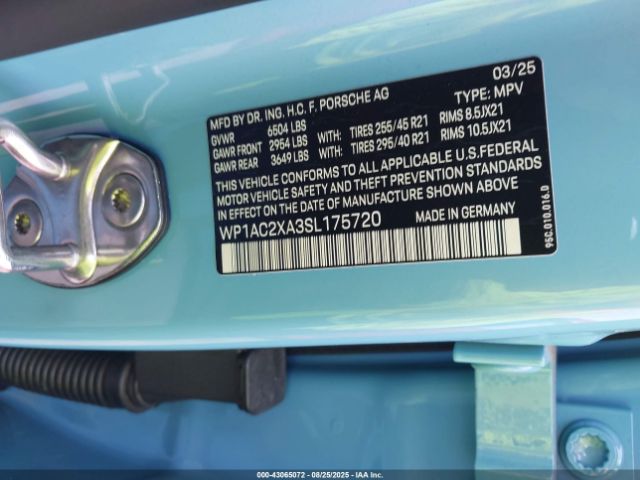 03/25
MFD BY DR. ING. H.C. F. PORSCHE AG TYPE: MPV
GVWR 6504 LBS
GAWR FRONT 2954 LBS WITH: TIRES 255/45 R21 RIMS 8.5JX21
GAWR REAR 3649 LBS WITH: TIRES 295/40 R21 RIMS 10.5JX21
THIS VEHICLE CONFORMS TO ALL APPLICABLE U.S.FEDERAL
MOTOR VEHICLE SAFETY AND THEFT PREVENTION STANDARDS
IN EFFECT ON THE DATE OF MANUFACTURE SHOWN ABOVE
WP1AC2XA3SL175720 MADE IN GERMANY
95C.010.016.D
000-43065072 - 08/25/2025 - IAA Inc.